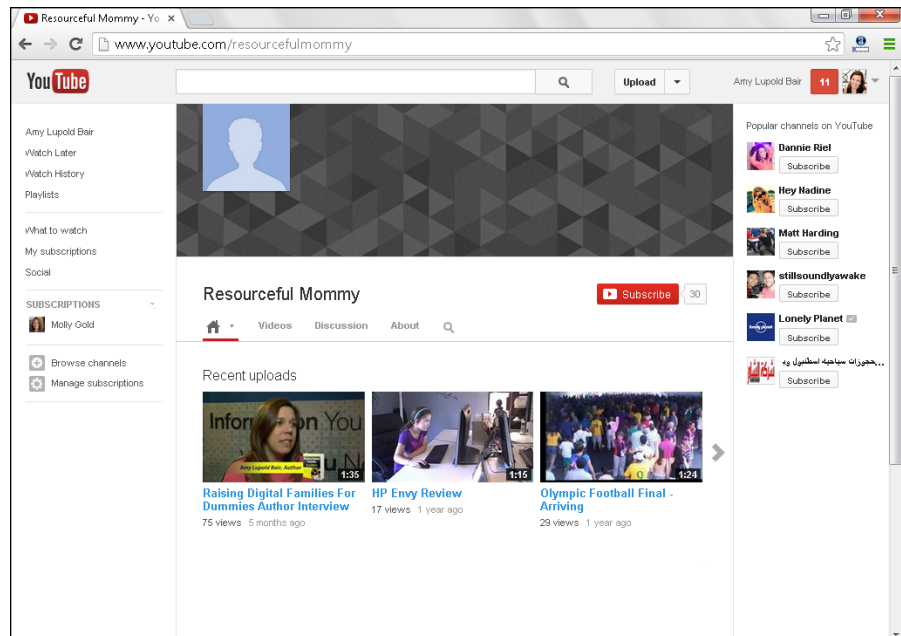 Resourceful Mommy - Yo
www.youtube.com/resourcefulmommy
YouTube
Upload
Amy Lupold Bair
11
Amy Lupold Bair
Watch Later
Watch History
Playlists
What to watch
My subscriptions
Social
SUBSCRIPTIONS
Molly Gold
Browse channels
Manage subscriptions
Resourceful Mommy
Subscribe
30
Videos
Discussion
About
Recent uploads
Amy Lupold Bair, Author
1:35
Raising Digital Families For
Dummies Author Interview
75 views 5 months ago
1:15
HP Envy Review
17 views 1 year ago
1:24
Olympic Football Final -
Arriving
29 views 1 year ago
Popular channels on YouTube
Dannie Riel
Subscribe
Hey Nadine
Subscribe
Matt Harding
Subscribe
stillsoundlyawake
Subscribe
Lonely Planet
Subscribe
حجوزات سياحيه اسطنبول وب...
Subscribe